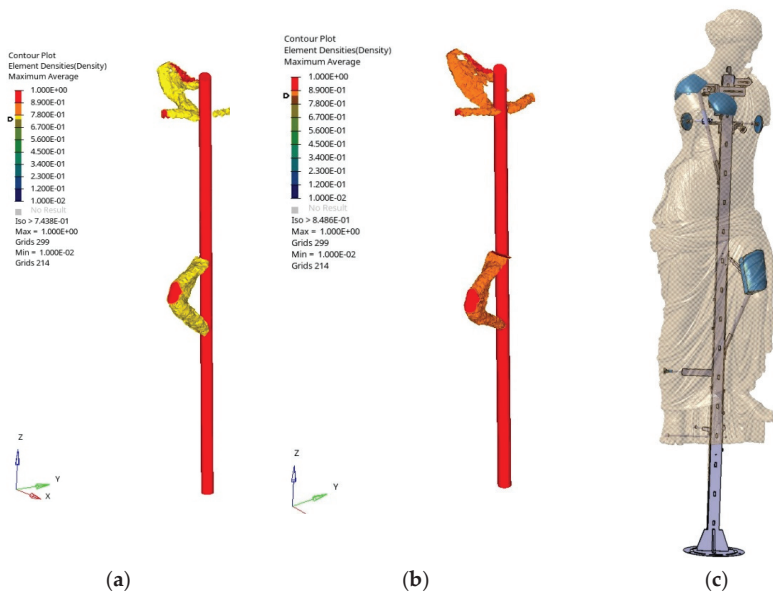 Contour Plot
Element Densities(Density)
Maximum Average
1.000E+00
8.900E-01
7.800E-01
6.700E-01
5.600E-01
4.500E-01
3.400E-01
2.300E-01
1.200E-01
1.000E-02
No Result
Iso > 7.438E-01
Max = 1.000E+00
Grids 299
Min = 1.000E-02
Grids 214
Z
Y
X
(a)
Contour Plot
Element Densities(Density)
Maximum Average
1.000E+00
8.900E-01
7.800E-01
6.700E-01
5.600E-01
4.500E-01
3.400E-01
2.300E-01
1.200E-01
1.000E-02
No Result
Iso > 8.486E-01
Max = 1.000E+00
Grids 299
Min = 1.000E-02
Grids 214
Z
Y
(b)
(c)